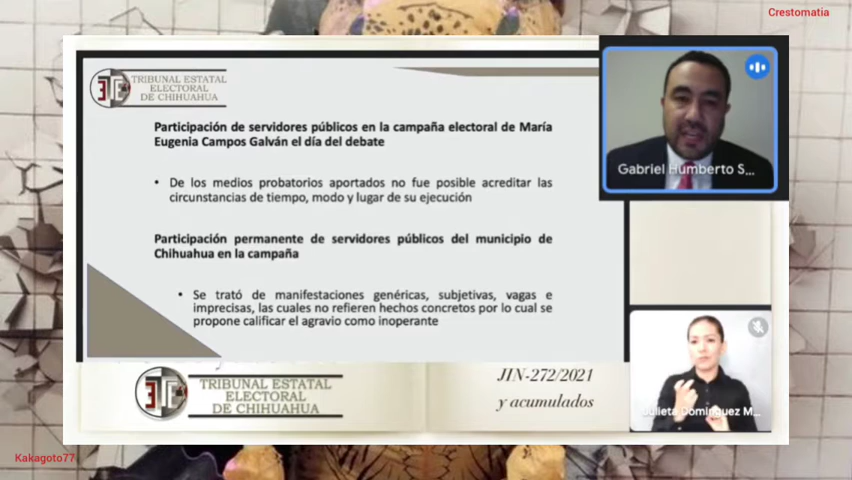 Crestomatia
TRIBUNAL ESTATAL
ELECTORAL
DE CHIHUAHUA
Participación de servidores públicos en la campaña electoral de María
Eugenia Campos Galván el día del debate
• De los medios probatorios aportados no fue posible acreditar las
circunstancias de tiempo, modo y lugar de su ejecución
Participación permanente de servidores públicos del municipio de
Chihuahua en la campaña
• Se trató de manifestaciones genéricas, subjetivas, vagas e
imprecisas, las cuales no refieren hechos concretos por lo cual se
propone calificar el agravio como inoperante
Gabriel Humberto S...
TRIBUNAL ESTATAL
ELECTORAL
DE CHIHUAHUA
JIN-272/2021
y acumulados
Julieta Domínguez M...
Kakagoto77